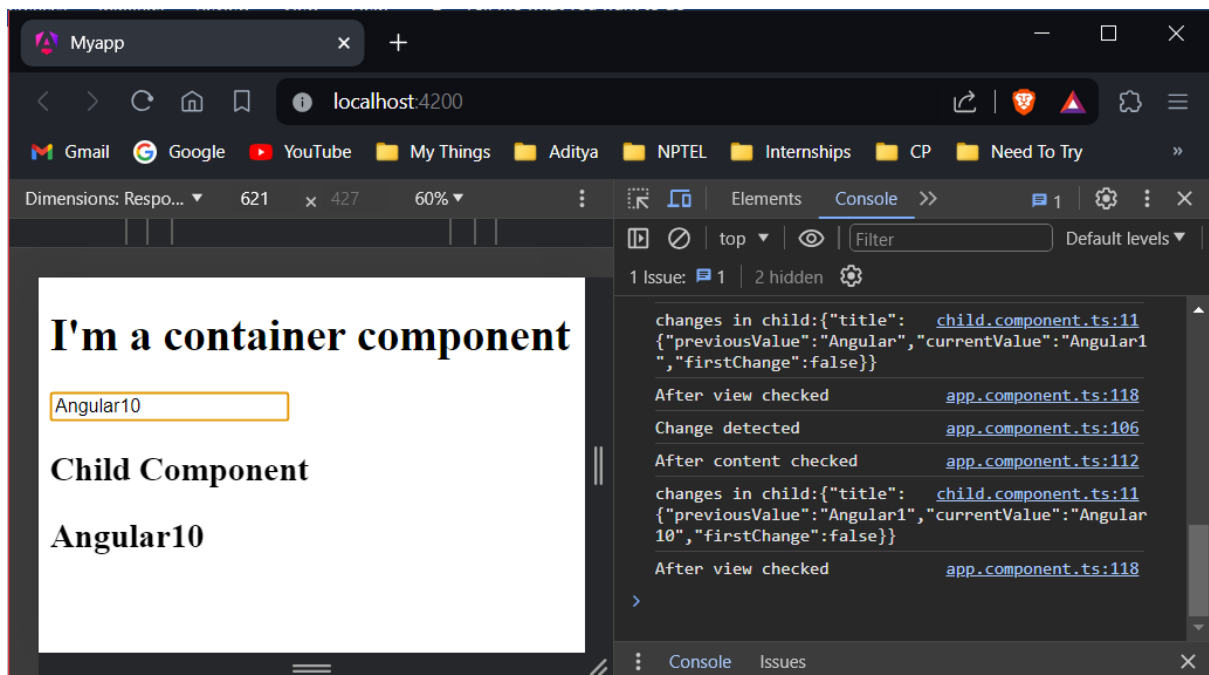 Myapp
localhost:4200
Gmail Google YouTube My Things Aditya NPTEL Internships CP Need To Try »
Dimensions: Respo... ▼ 621 × 427 60% ▼
Elements Console >> 1
top ▼ Filter Default levels ▼
1 Issue: 1 2 hidden
I'm a container component
Angular10
Child Component
Angular10
changes in child:{"title": child.component.ts:11
{"previousValue":"Angular","currentValue":"Angular1
","firstChange":false}}
After view checked app.component.ts:118
Change detected app.component.ts:106
After content checked app.component.ts:112
changes in child:{"title": child.component.ts:11
{"previousValue":"Angular1","currentValue":"Angular
10","firstChange":false}}
After view checked app.component.ts:118
Console Issues